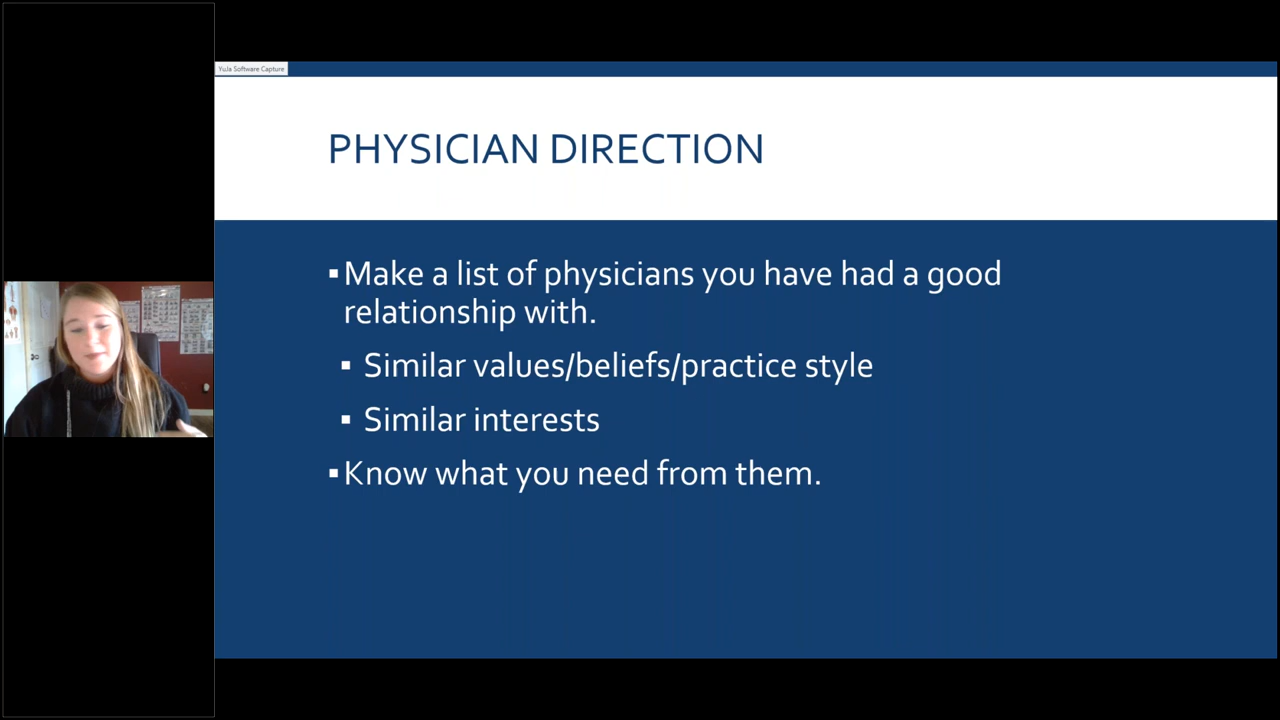 YuJa Software Capture
PHYSICIAN DIRECTION
▪Make a list of physicians you have had a good
relationship with.
▪ Similar values/beliefs/practice style
▪ Similar interests
▪Know what you need from them.